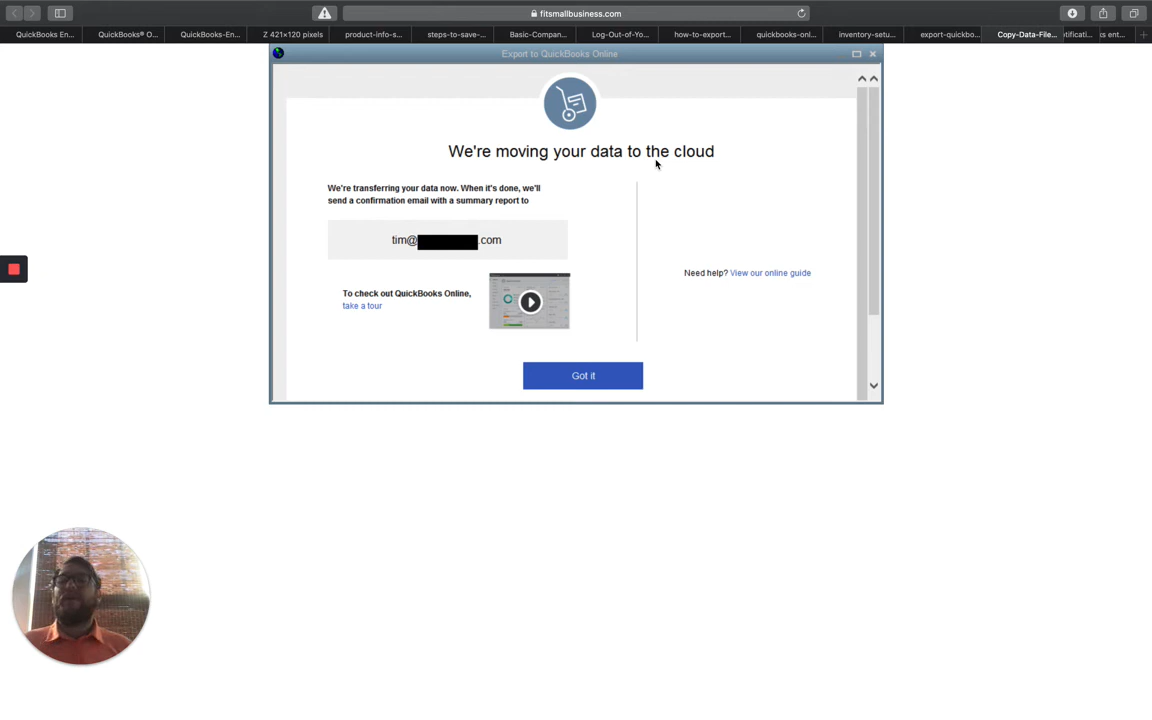 fitsmallbusiness.com
QuickBooks En...
QuickBooks® O...
QuickBooks-En...
Z 421×120 pixels
product-info-s...
steps-to-save-...
Basic-Compan...
Log-Out-of-Yo...
how-to-export...
quickbooks-onl...
inventory-setu...
export-quickbo...
Copy-Data-File...
tificati...
s ent...
Export to QuickBooks Online
We're moving your data to the cloud
We're transferring your data now. When it's done, we'll
send a confirmation email with a summary report to
tim@ .com
Need help? View our online guide
To check out QuickBooks Online,
take a tour
Got it